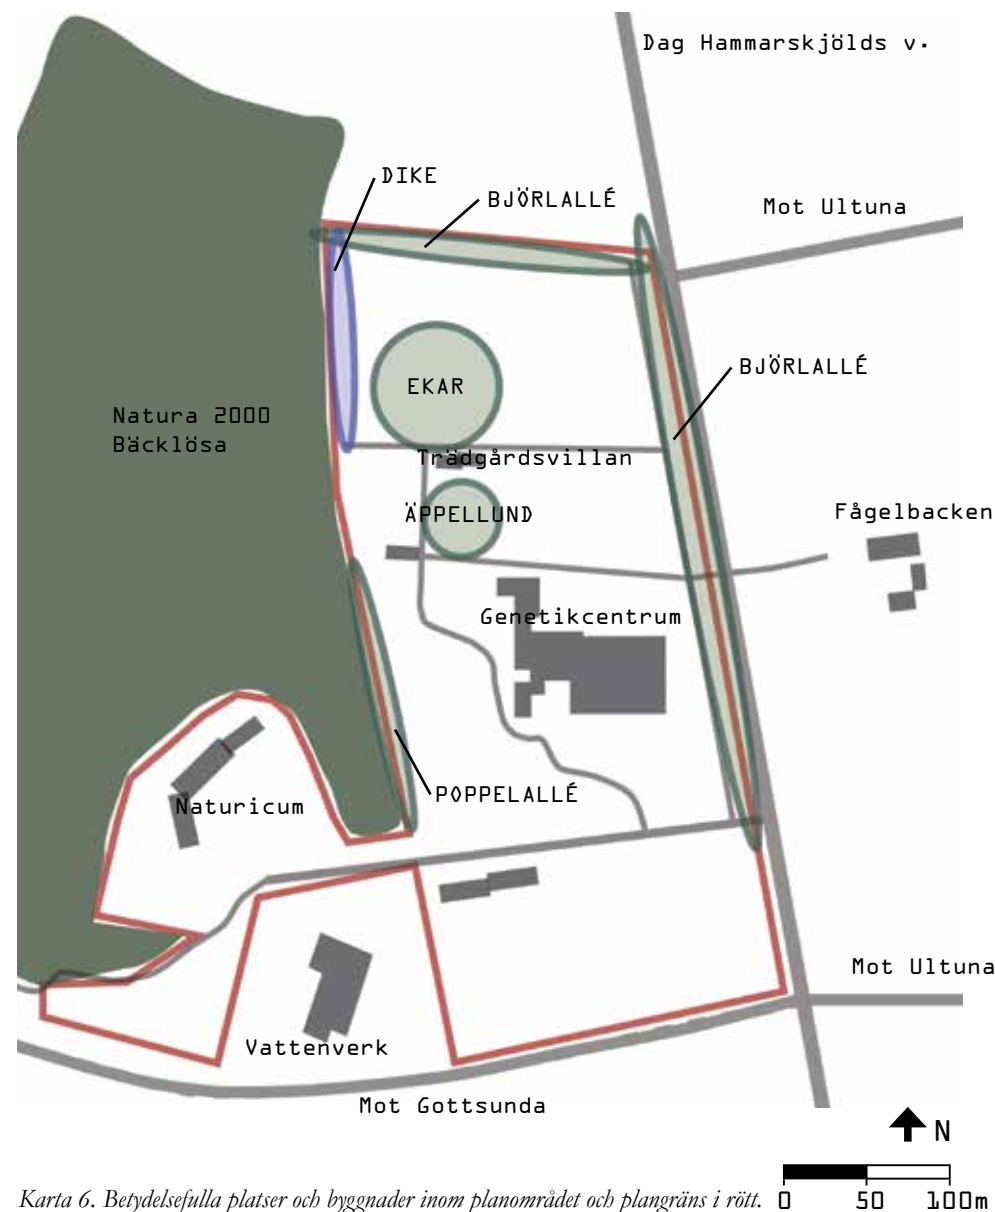 Dag Hammarskjölds v.
DIKE
BJÖRLALLÉ
Mot Ultuna
BJÖRLALLÉ
EKAR
Natura 2000
Bäcklösa
Trädgårdsvillan
ÄPPELLUND
Fågelbacken
Genetikcentrum
POPPELALLÉ
Naturicum
Mot Ultuna
Vattenverk
Mot Gottsunda
N
Karta 6. Betydelsefulla platser och byggnader inom planområdet och plangräns i rött.
0 50 100m